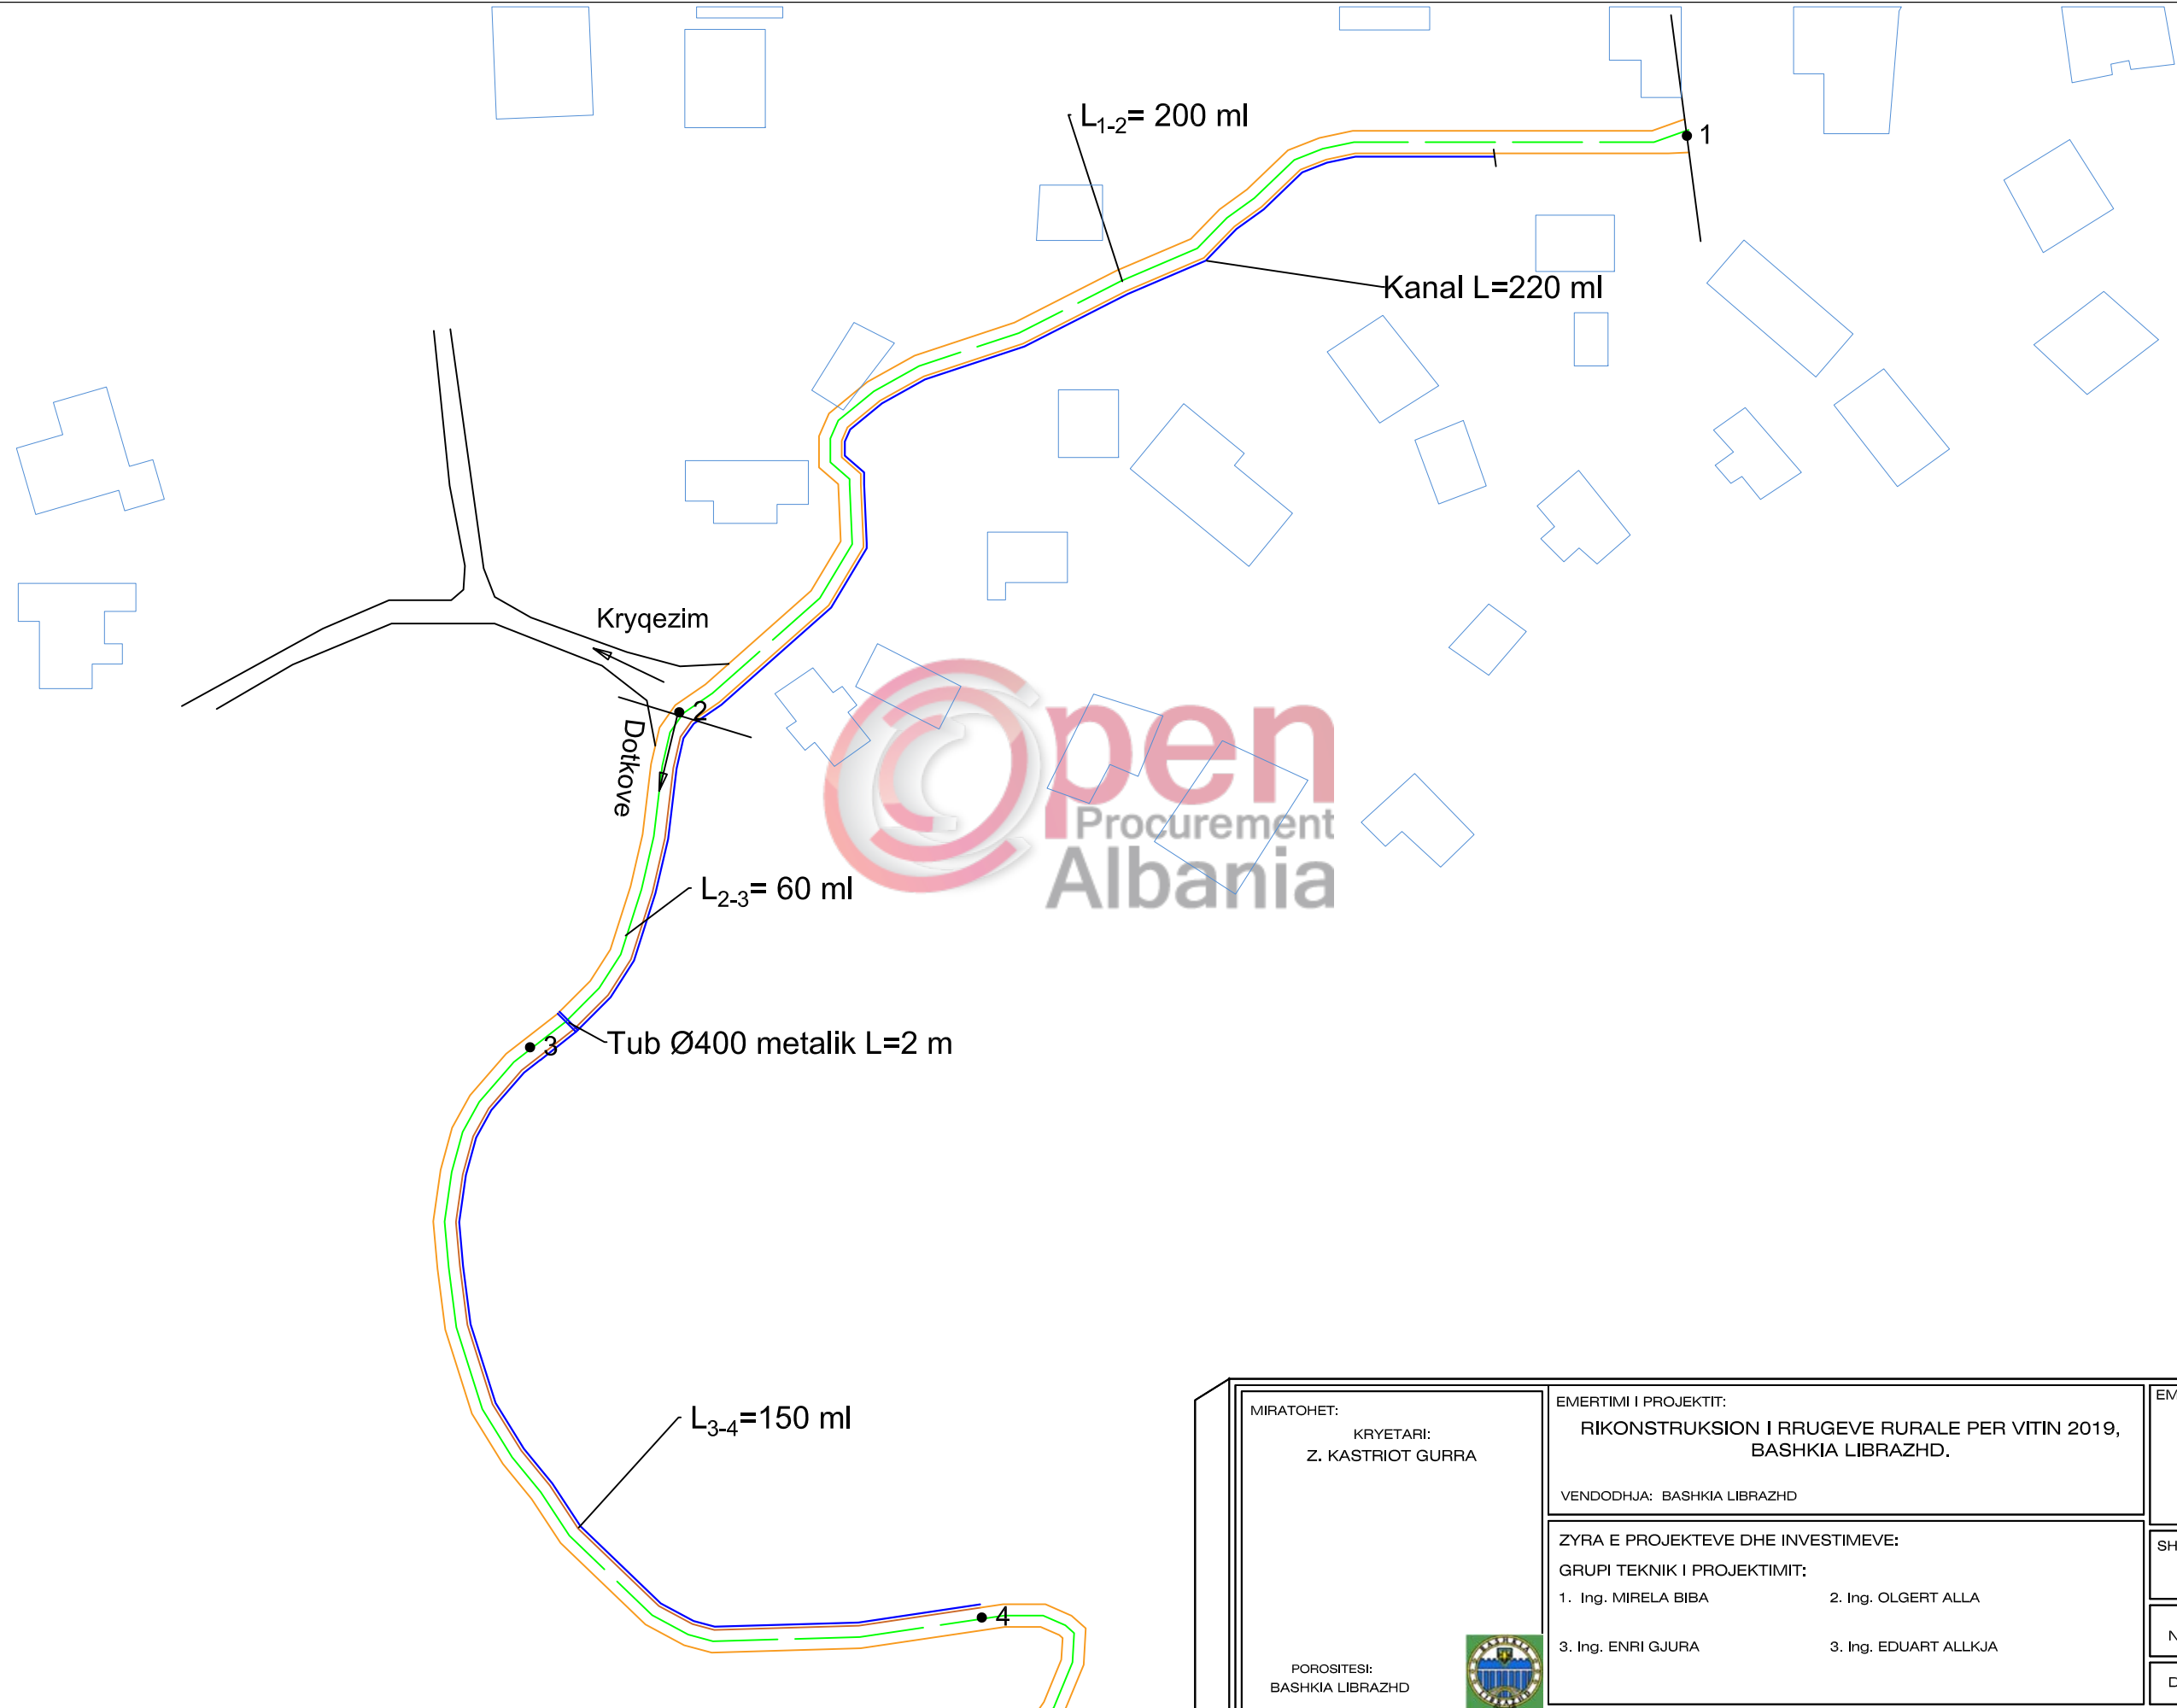 L1-2= 200 ml
1
Kanal L=220 ml
Kryqezim
2
Dotkove
Open
Procurement
Albania
L2-3= 60 ml
3
Tub Ø400 metalik L=2 m
L3-4=150 ml
4
MIRATOHET:
KRYETARI:
Z. KASTRIOT GURRA
POROSITESI:
BASHKIA LIBRAZHD
EMERTIMI I PROJEKTIT:
RIKONSTRUKSION I RRUGEVE RURALE PER VITIN 2019,
BASHKIA LIBRAZHD.
VENDODHJA: BASHKIA LIBRAZHD
ZYRA E PROJEKTEVE DHE INVESTIMEVE:
GRUPI TEKNIK I PROJEKTIMIT:
1. Ing. MIRELA BIBA 2. Ing. OLGERT ALLA
3. Ing. ENRI GJURA 3. Ing. EDUART ALLKJA
EM
SH